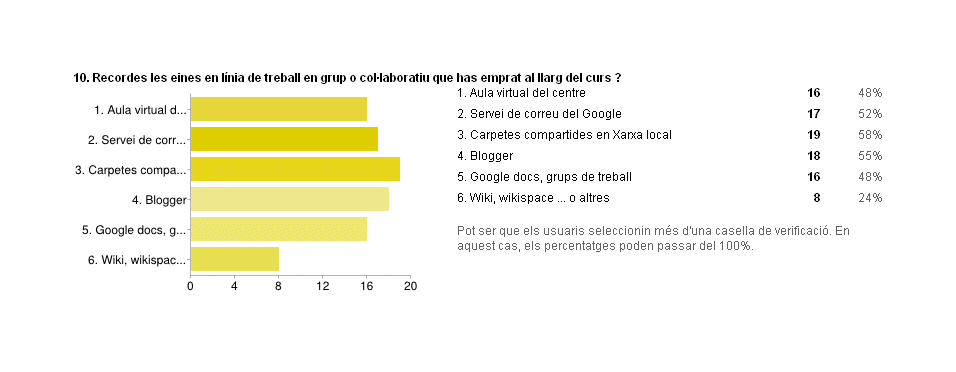 10. Recordes les eines en línia de treball en grup o col·laboratiu que has emprat al llarg del curs ?
1. Aula virtual d...
2. Servei de corr...
3. Carpetes compa...
4. Blogger
5. Google docs, g...
6. Wiki, wikispac...
0 4 8 12 16 20
1. Aula virtual del centre 16 48%
2. Servei de correu del Google 17 52%
3. Carpetes compartides en Xarxa local 19 58%
4. Blogger 18 55%
5. Google docs, grups de treball 16 48%
6. Wiki, wikispace ... o altres 8 24%
Pot ser que els usuaris seleccionin més d'una casella de verificació. En
aquest cas, els percentatges poden passar del 100%.